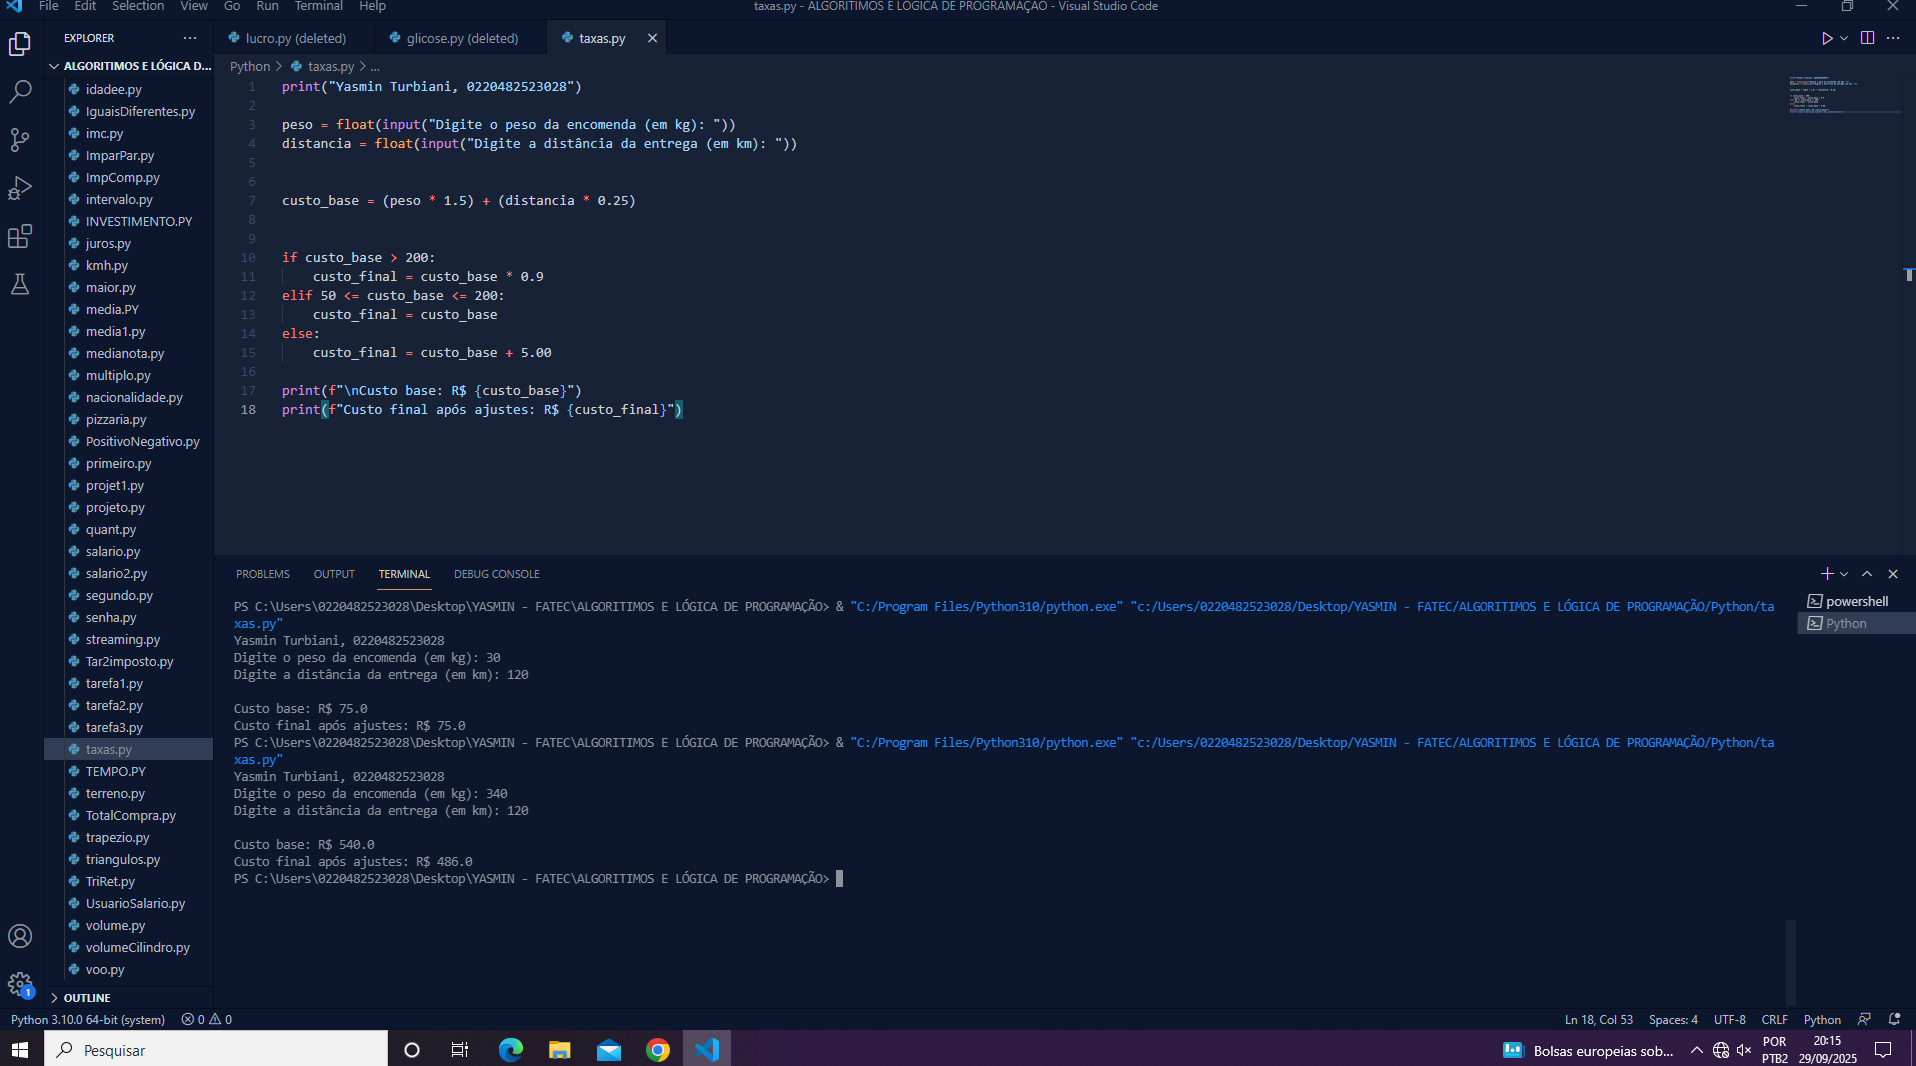 File Edit Selection View Go Run Terminal Help
taxas.py - ALGORITIMOS E LÓGICA DE PROGRAMAÇÃO - Visual Studio Code
EXPLORER
ALGORITIMOS E LÓGICA D...
idadee.py
IguaisDiferentes.py
imc.py
ImparPar.py
ImpComp.py
intervalo.py
INVESTIMENTO.PY
juros.py
kmh.py
maior.py
media.PY
media1.py
medianota.py
multiplo.py
nacionalidade.py
pizzaria.py
PositivoNegativo.py
primeiro.py
projet1.py
projeto.py
quant.py
salario.py
salario2.py
segundo.py
senha.py
streaming.py
Tar2imposto.py
tarefa1.py
tarefa2.py
tarefa3.py
taxas.py
TEMPO.PY
terreno.py
TotalCompra.py
trapezio.py
triangulos.py
TriRet.py
UsuarioSalario.py
volume.py
volumeCilindro.py
voo.py
OUTLINE
lucro.py (deleted) glicose.py (deleted) taxas.py
Python > taxas.py > ...
1 print("Yasmin Turbiani, 0220482523028")
2
3 peso = float(input("Digite o peso da encomenda (em kg): "))
4 distancia = float(input("Digite a distância da entrega (em km): "))
5
6
7 custo_base = (peso * 1.5) + (distancia * 0.25)
8
9
10 if custo_base > 200:
11 custo_final = custo_base * 0.9
12 elif 50 <= custo_base <= 200:
13 custo_final = custo_base
14 else:
15 custo_final = custo_base + 5.00
16
17 print(f"\nCusto base: R$ {custo_base}")
18 print(f"Custo final após ajustes: R$ {custo_final}")
PROBLEMS OUTPUT TERMINAL DEBUG CONSOLE
PS C:\Users\0220482523028\Desktop\YASMIN - FATEC\ALGORITIMOS E LÓGICA DE PROGRAMAÇÃO> & "C:/Program Files/Python310/python.exe" "c:/Users/0220482523028/Desktop/YASMIN - FATEC/ALGORITIMOS E LÓGICA DE PROGRAMAÇÃO/Python/ta
xas.py"
Yasmin Turbiani, 0220482523028
Digite o peso da encomenda (em kg): 30
Digite a distância da entrega (em km): 120
Custo base: R$ 75.0
Custo final após ajustes: R$ 75.0
PS C:\Users\0220482523028\Desktop\YASMIN - FATEC\ALGORITIMOS E LÓGICA DE PROGRAMAÇÃO> & "C:/Program Files/Python310/python.exe" "c:/Users/0220482523028/Desktop/YASMIN - FATEC/ALGORITIMOS E LÓGICA DE PROGRAMAÇÃO/Python/ta
xas.py"
Yasmin Turbiani, 0220482523028
Digite o peso da encomenda (em kg): 340
Digite a distância da entrega (em km): 120
Custo base: R$ 540.0
Custo final após ajustes: R$ 486.0
PS C:\Users\0220482523028\Desktop\YASMIN - FATEC\ALGORITIMOS E LÓGICA DE PROGRAMAÇÃO>
powershell
Python
1
Python 3.10.0 64-bit (system) 0 0
Ln 18, Col 53 Spaces: 4 UTF-8 CRLF Python
Pesquisar
Bolsas europeias sob...
POR
PTB2
20:15
29/09/2025